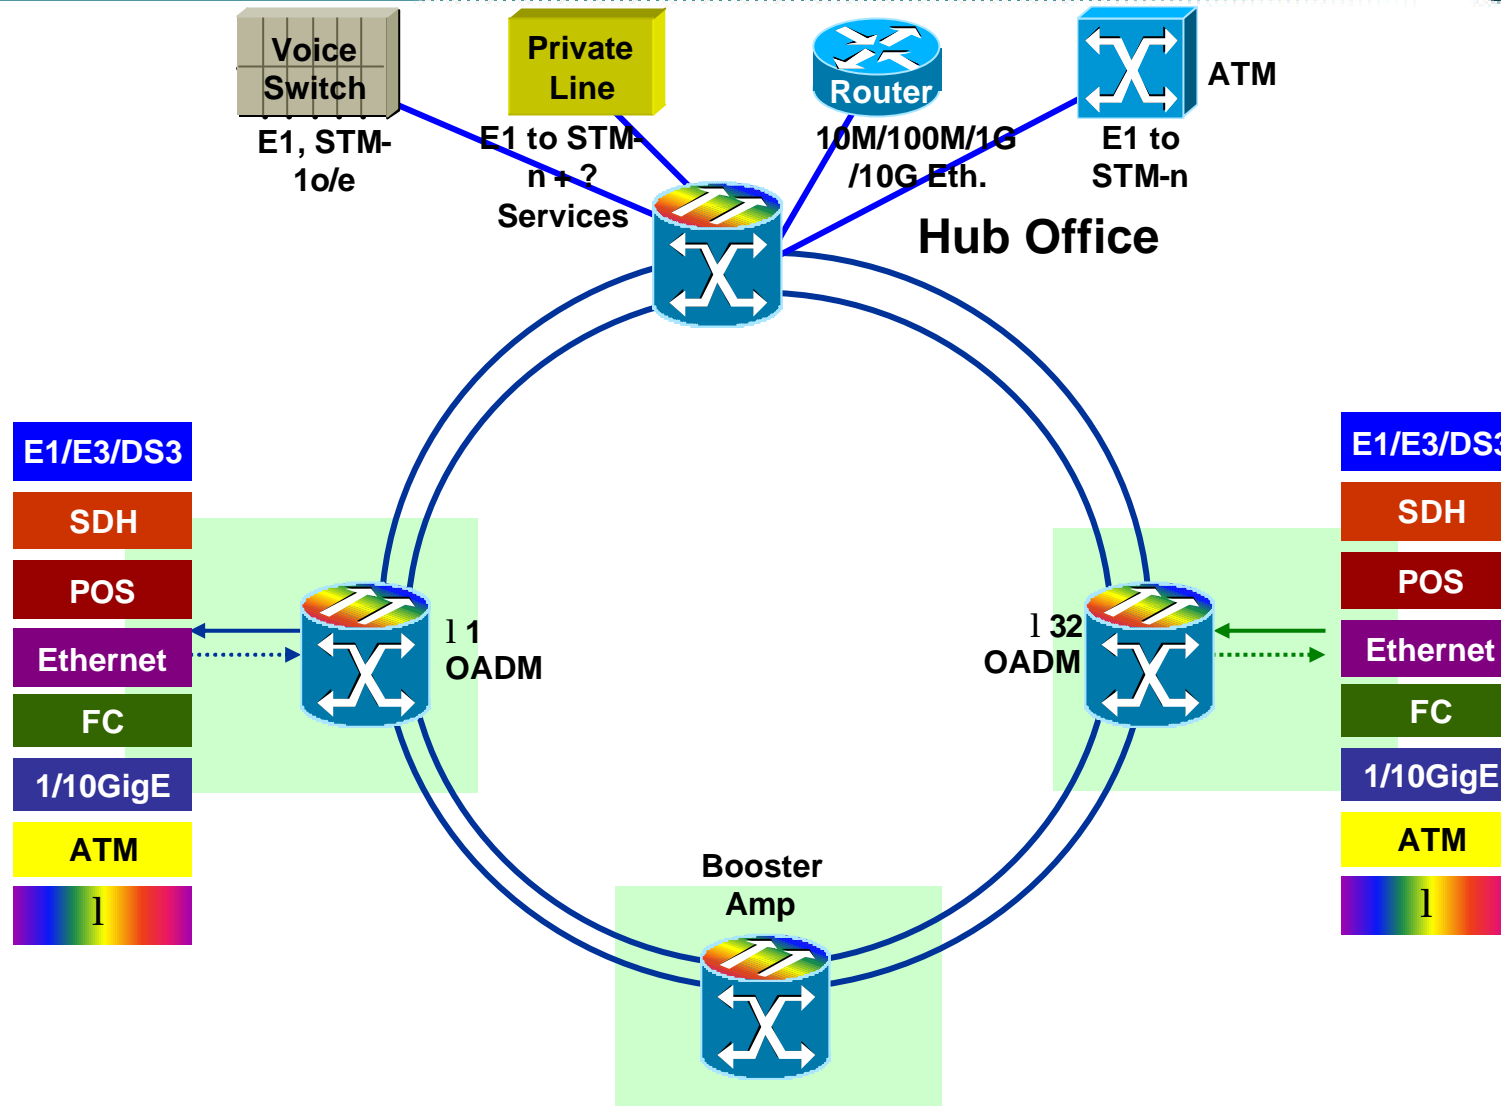 Voice
Switch
E1, STM-
1o/e
Private
Line
E1 to STM-
n + ?
Services
Router
10M/100M/1G
/10G Eth.
ATM
E1 to
STM-n
Hub Office
E1/E3/DS3
SDH
POS
Ethernet
FC
1/10GigE
ATM
l
l 1
OADM
l 32
OADM
Booster
Amp
E1/E3/DS3
SDH
POS
Ethernet
FC
1/10GigE
ATM
l